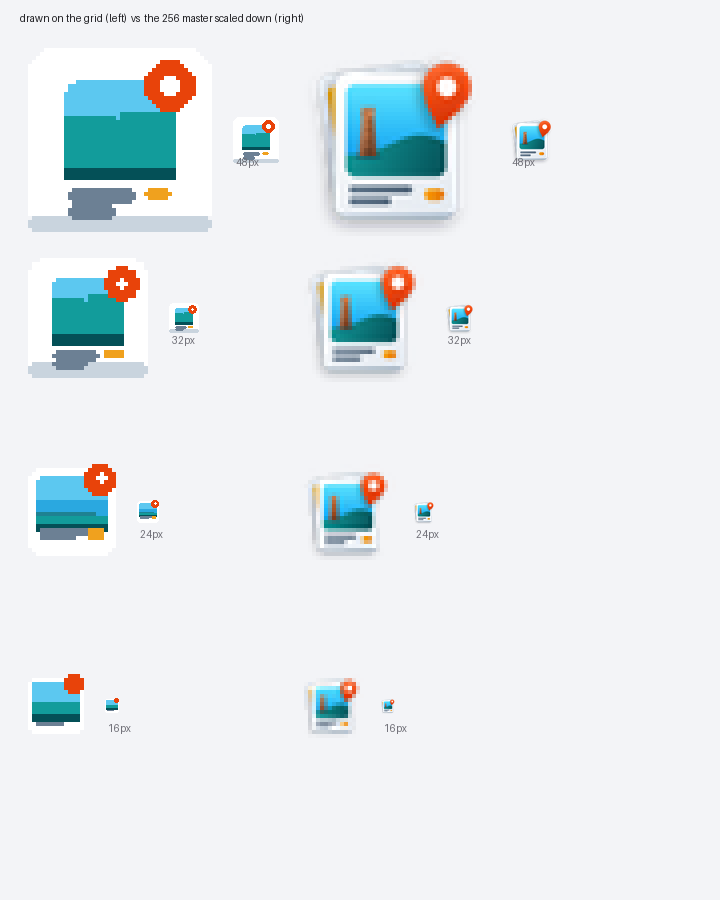 drawn on the grid (left) vs the 256 master scaled down (right)
48px
48px
32px
32px
24px
24px
16px
16px